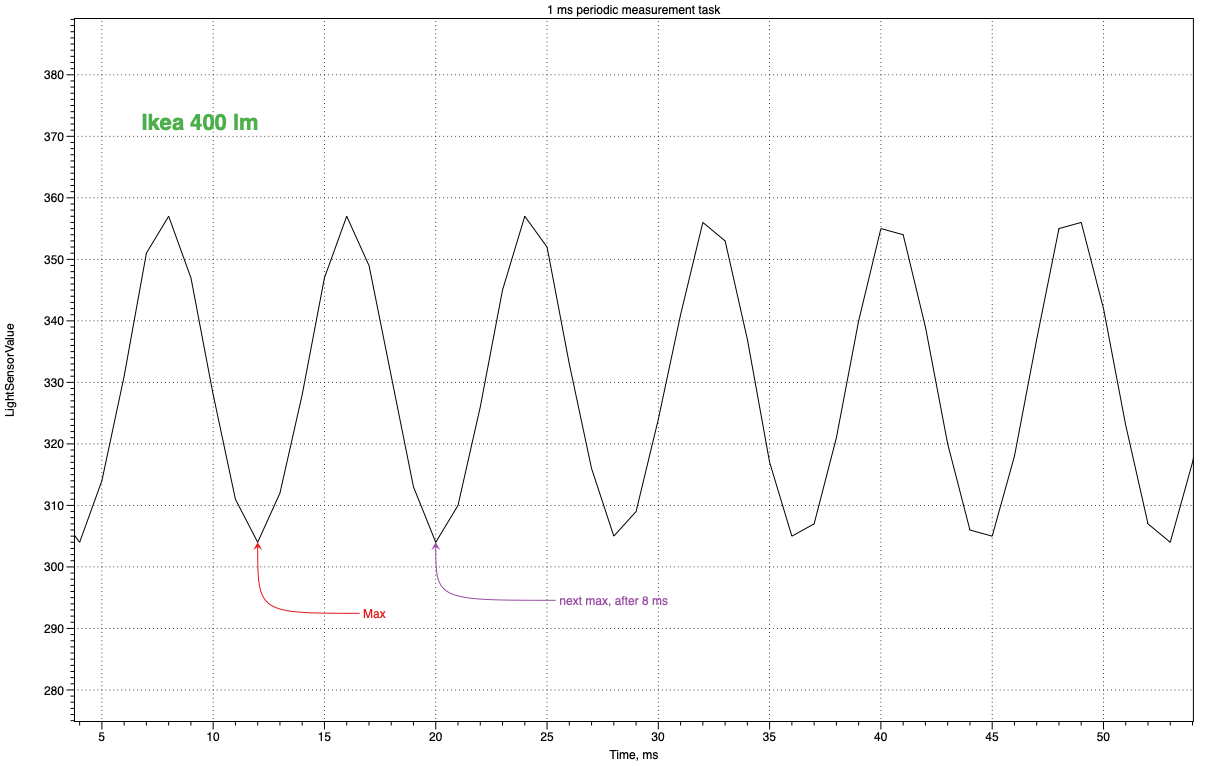 1 ms periodic measurement task
380
Ikea 400 lm
370
360
350
340
330
320
310
300
290
280
LightSensorValue
Max
next max, after 8 ms
5 10 15 20 25 30 35 40 45 50
Time, ms